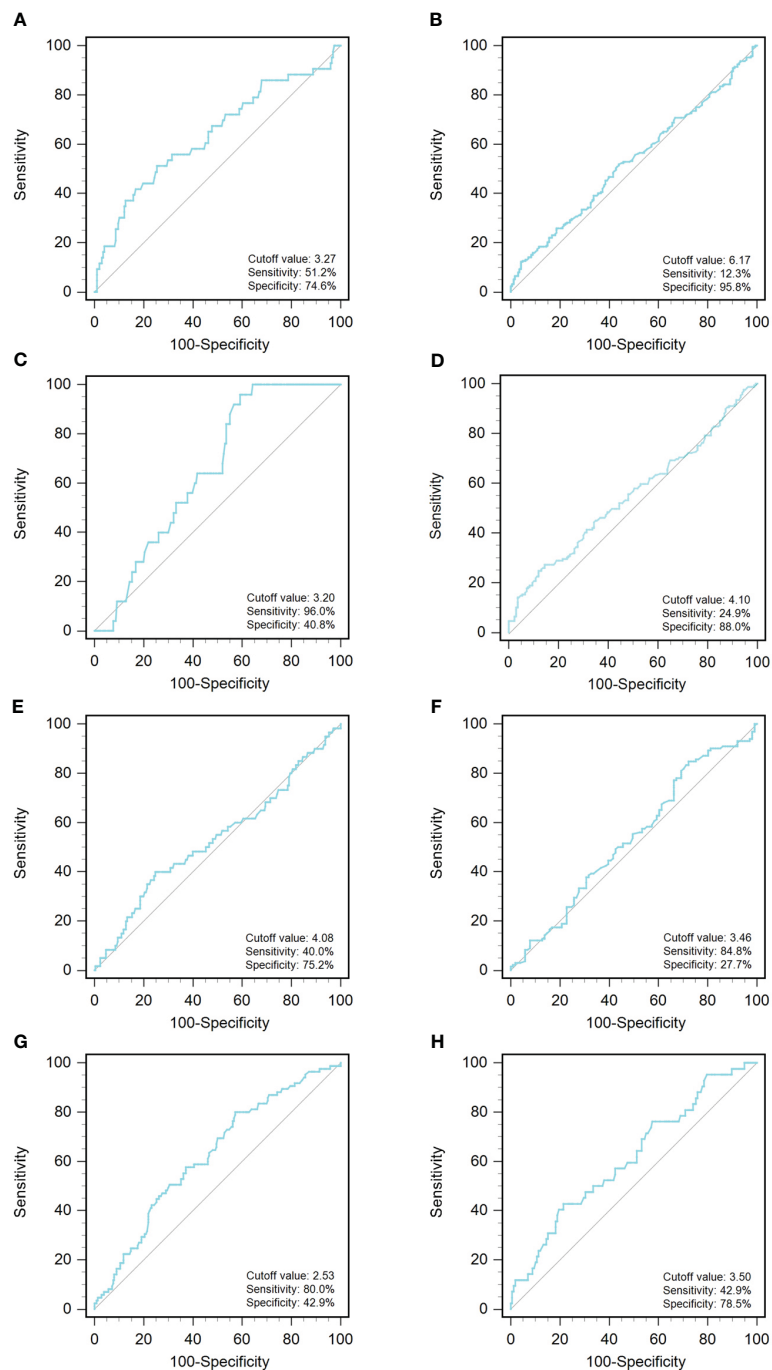 A
B
100
80
60
40
20
0
Sensitivity
Cutoff value: 3.27
Sensitivity: 51.2%
Specificity: 74.6%
0 20 40 60 80 100
100-Specificity
100
80
60
40
20
0
Sensitivity
Cutoff value: 6.17
Sensitivity: 12.3%
Specificity: 95.8%
0 20 40 60 80 100
100-Specificity
C
D
100
80
60
40
20
0
Sensitivity
Cutoff value: 3.20
Sensitivity: 96.0%
Specificity: 40.8%
0 20 40 60 80 100
100-Specificity
100
80
60
40
20
0
Sensitivity
Cutoff value: 4.10
Sensitivity: 24.9%
Specificity: 88.0%
0 20 40 60 80 100
100-Specificity
E
F
100
80
60
40
20
0
Sensitivity
Cutoff value: 4.08
Sensitivity: 40.0%
Specificity: 75.2%
0 20 40 60 80 100
100-Specificity
100
80
60
40
20
0
Sensitivity
Cutoff value: 3.46
Sensitivity: 84.8%
Specificity: 27.7%
0 20 40 60 80 100
100-Specificity
G
H
100
80
60
40
20
0
Sensitivity
Cutoff value: 2.53
Sensitivity: 80.0%
Specificity: 42.9%
0 20 40 60 80 100
100-Specificity
100
80
60
40
20
0
Sensitivity
Cutoff value: 3.50
Sensitivity: 42.9%
Specificity: 78.5%
0 20 40 60 80 100
100-Specificity